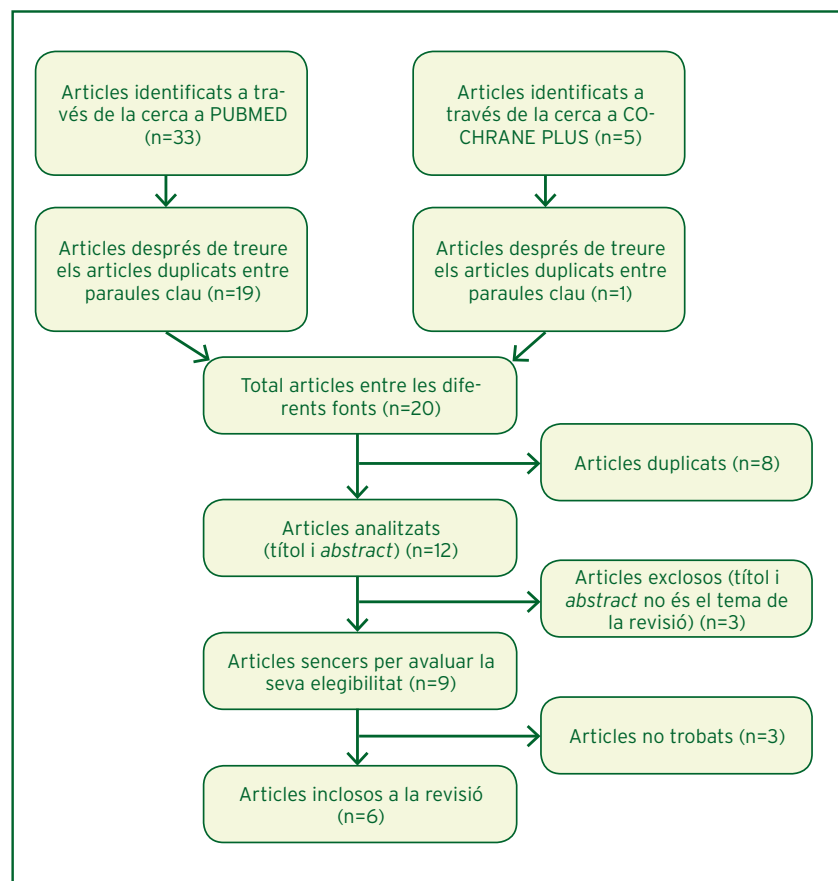 Articles identificats a tra-
vés de la cerca a PUBMED
(n=33)
Articles identificats a
través de la cerca a CO-
CHRANE PLUS (n=5)
Articles després de treure
els articles duplicats entre
paraules clau (n=19)
Articles després de treure
els articles duplicats entre
paraules clau (n=1)
Total articles entre les dife-
rents fonts (n=20)
Articles duplicats (n=8)
Articles analitzats
(títol i abstract) (n=12)
Articles exclosos (títol i
abstract no és el tema de
la revisió) (n=3)
Articles sencers per avaluar la
seva elegibilitat (n=9)
Articles no trobats (n=3)
Articles inclosos a la revisió
(n=6)